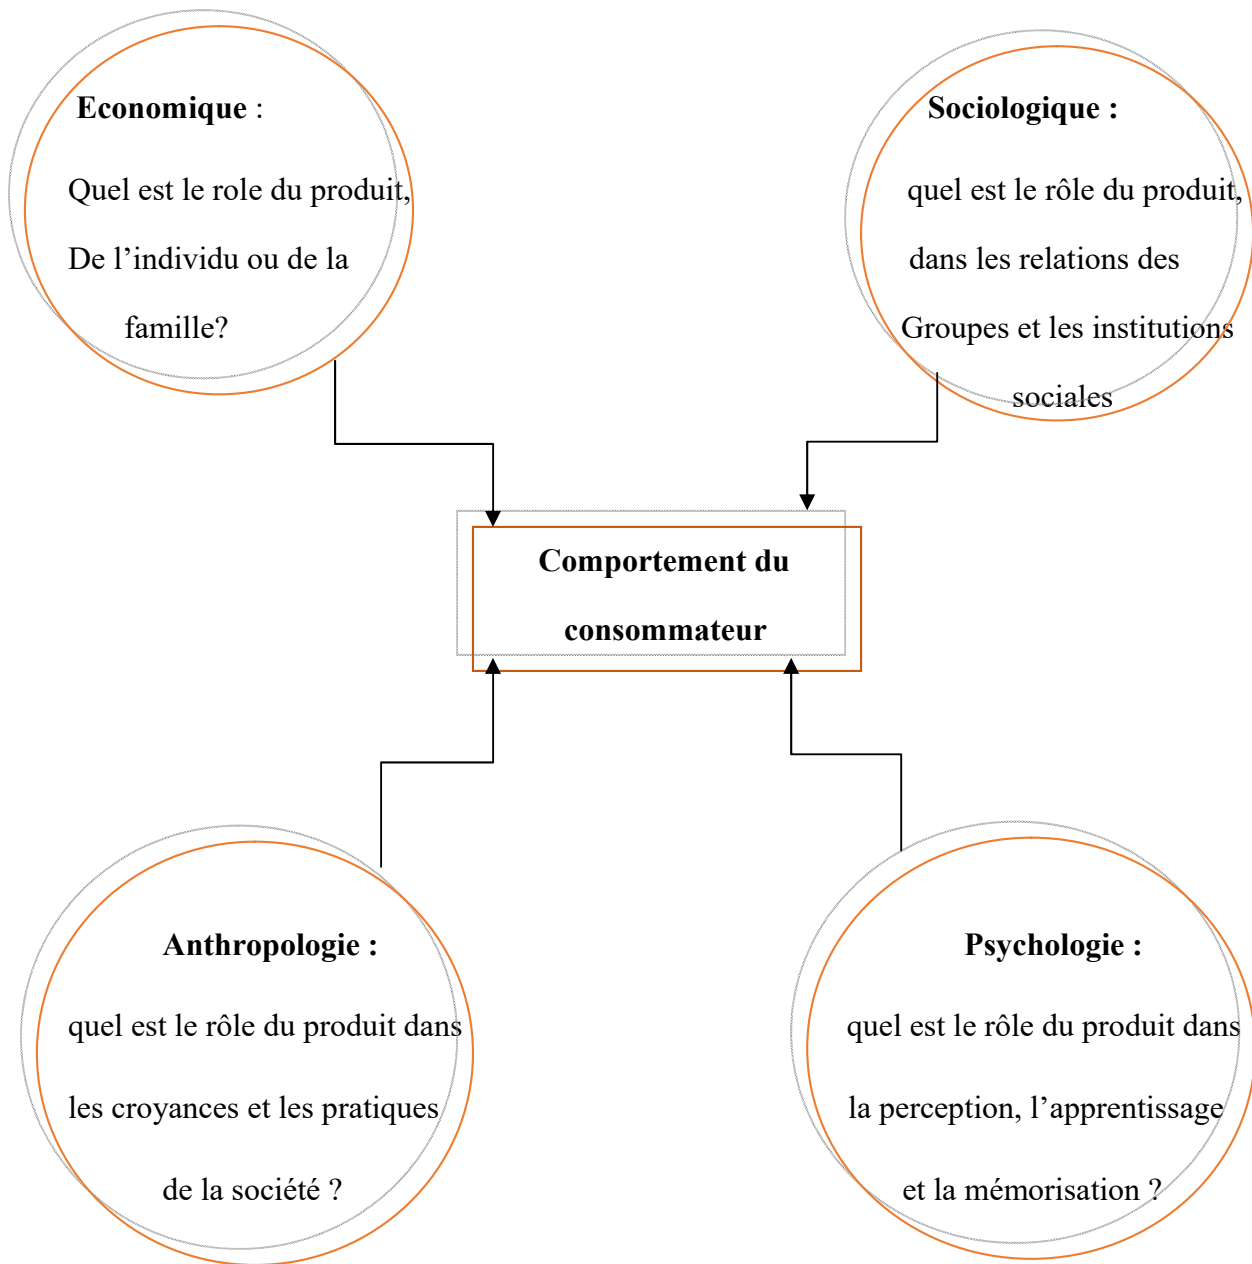 Economique :
Quel est le role du produit,
De l’individu ou de la
famille?
Sociologique :
quel est le rôle du produit,
dans les relations des
Groupes et les institutions
sociales
Comportement du
consommateur
Anthropologie :
quel est le rôle du produit dans
les croyances et les pratiques
de la société ?
Psychologie :
quel est le rôle du produit dans
la perception, l’apprentissage
et la mémorisation ?